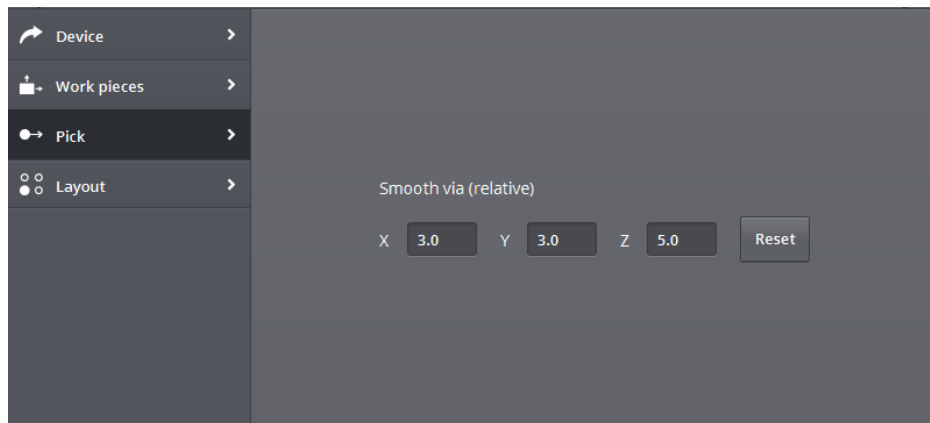 Device
Work pieces
Pick
Layout
Smooth via (relative)
X 3.0 Y 3.0 Z 5.0 Reset